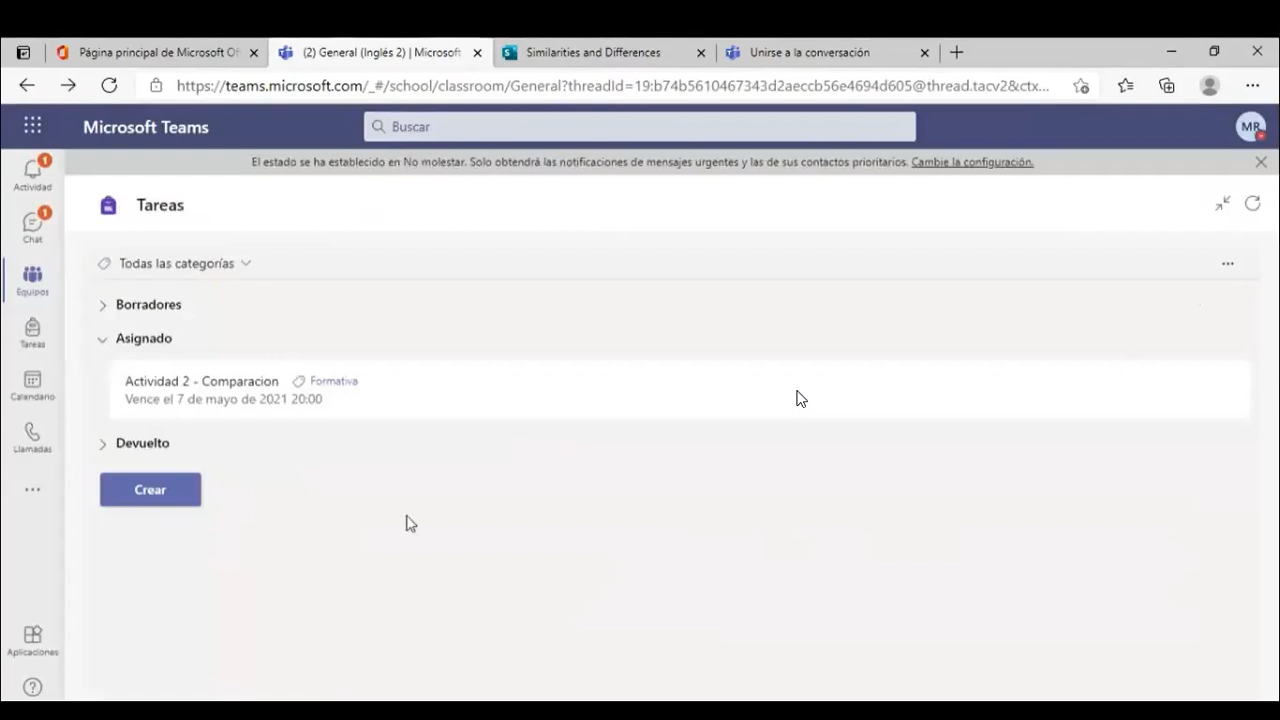 Página principal de Microsoft Of
(2) General (Inglés 2) | Microsoft
Similarities and Differences
Unirse a la conversación
https://teams.microsoft.com/_#/school/classroom/General?threadId=19:b74b5610467343d2aeccb56e4694d605@thread.tacv2&ctx...
Microsoft Teams
Buscar
MR
El estado se ha establecido en No molestar. Solo obtendrá las notificaciones de mensajes urgentes y las de sus contactos prioritarios. Cambie la configuración.
1
Actividad
1
Chat
Equipos
Tareas
Calendario
Llamadas
Aplicaciones
Tareas
Todas las categorías
Borradores
Asignado
Actividad 2 - Comparacion Formativa
Vence el 7 de mayo de 2021 20:00
Devuelto
Crear